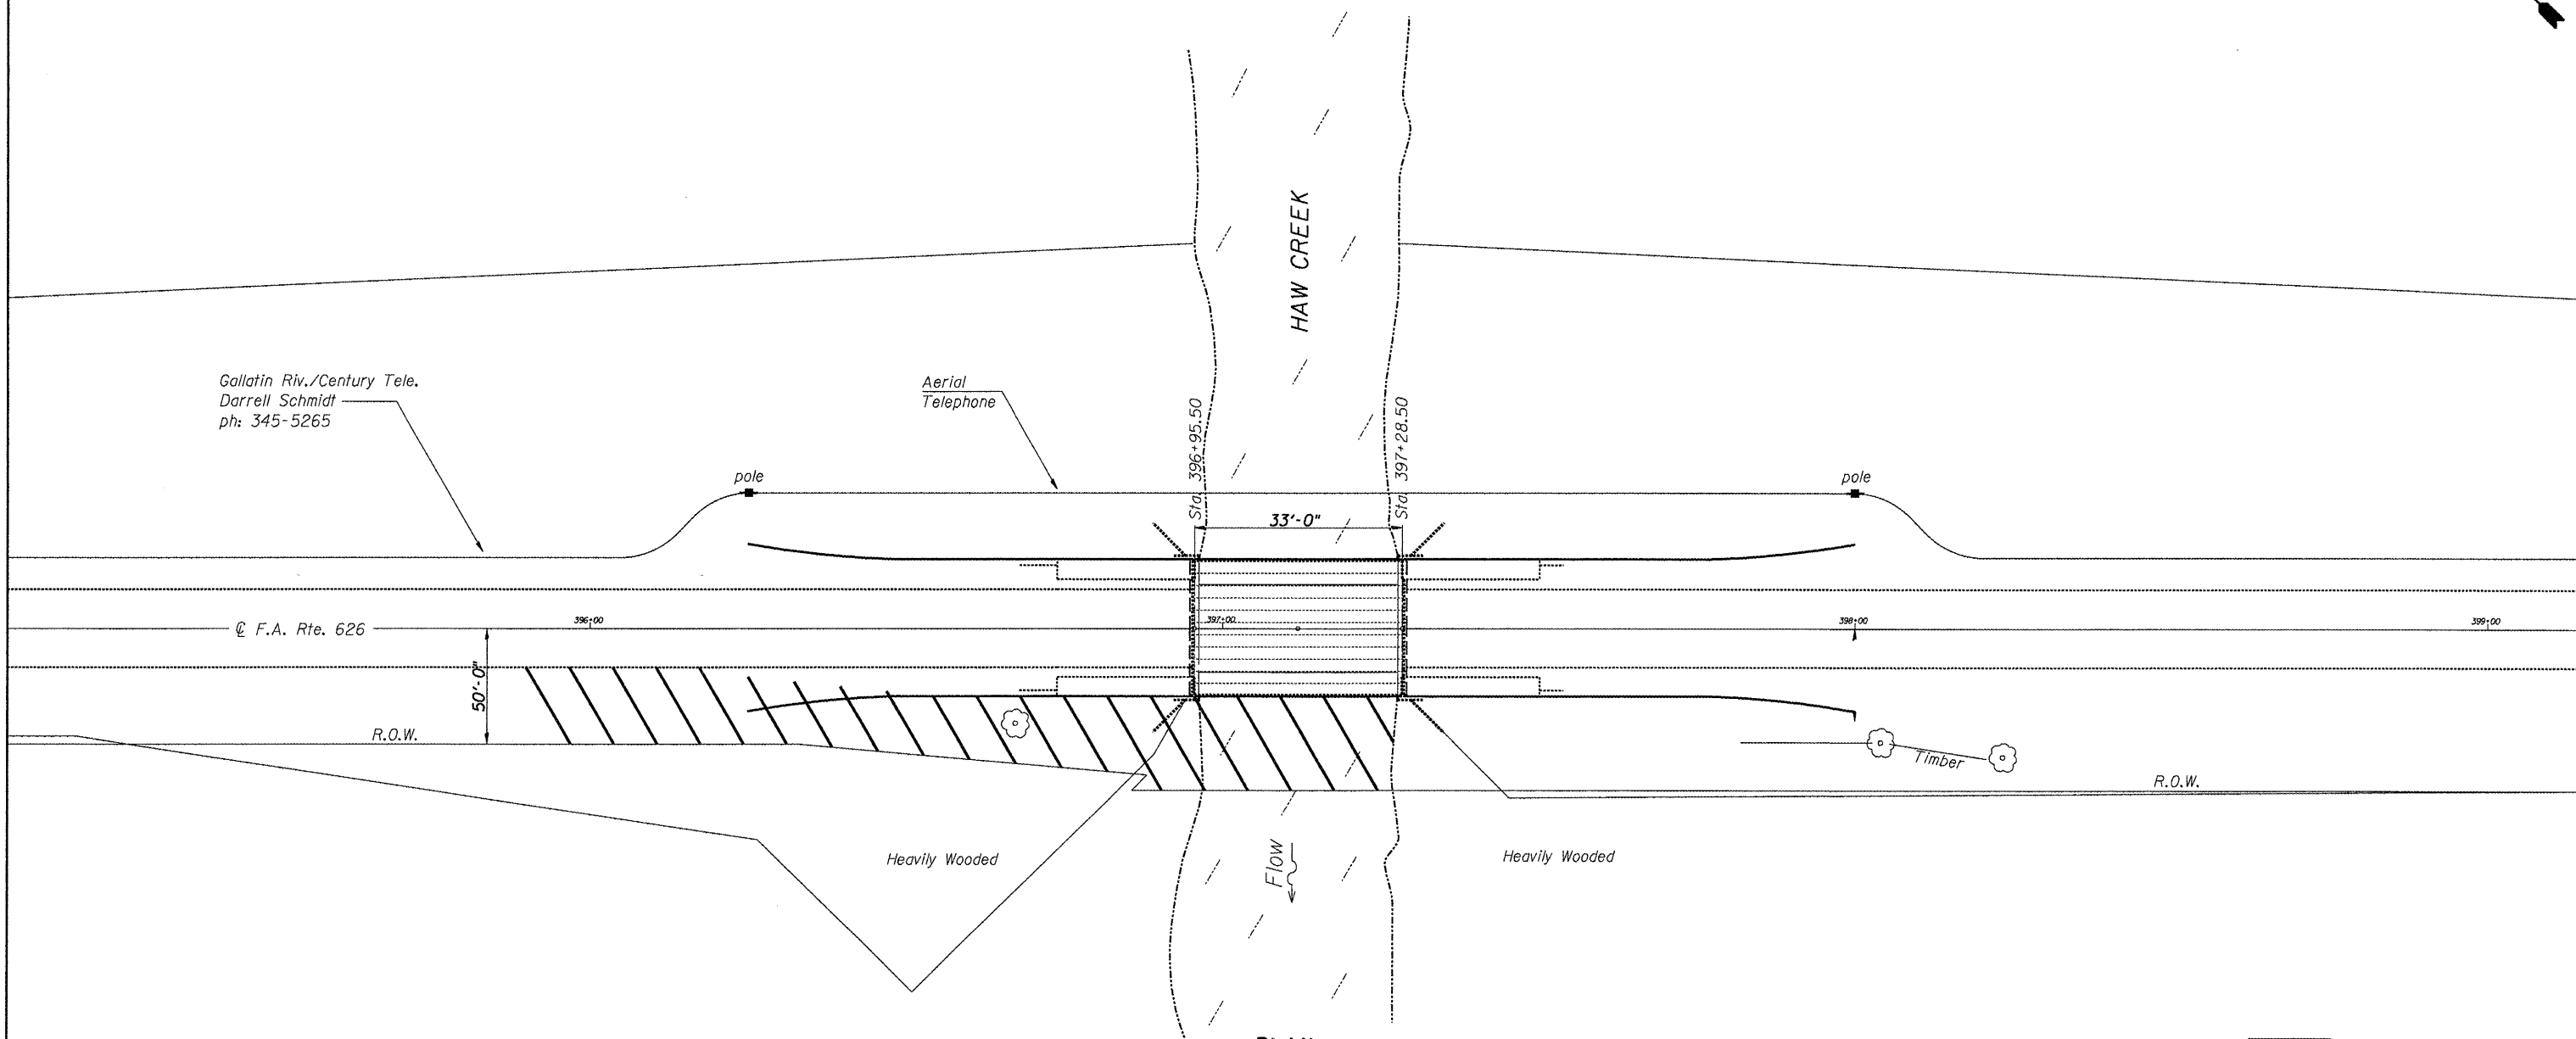 HAW CREEK
Gallatin Riv./Century Tele.
Darrell Schmidt
ph: 345-5265
Aerial
Telephone
Sta. 396+95.50
Sta. 397+28.50
pole
pole
33'-0"
℄ F.A. Rte. 626
396+00
397+00
398+00
399+00
50'-0"
R.O.W.
Timber
R.O.W.
Heavily Wooded
Flow
Heavily Wooded